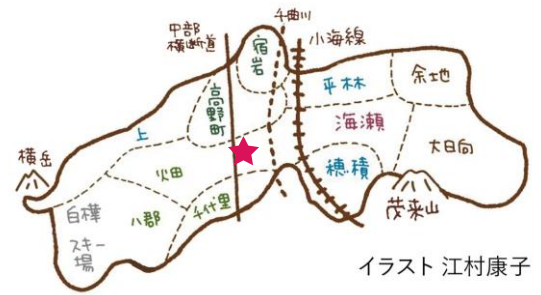 千曲川
中部
横断道
宿岩
小海線
高野町
平林
余地
上
海瀬
大日向
横岳
畑
穂積
茂来山
白樺
スキー
場
八郡
千代里
イラスト 江村康子